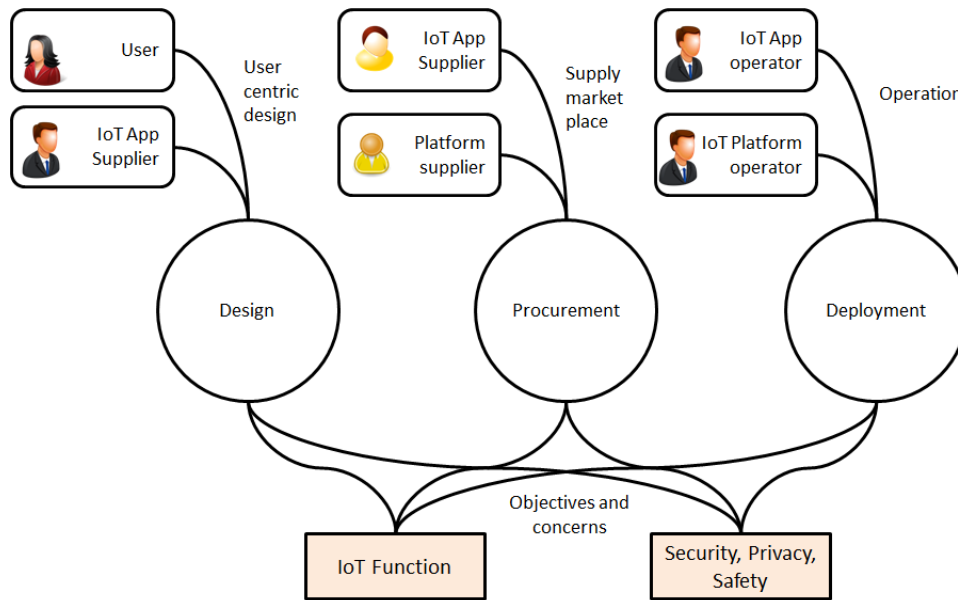 User
User
centric
design
IoT App
Supplier
IoT App
Supplier
Supply
market
place
Platform
supplier
IoT App
operator
Operation
IoT Platform
operator
Design
Procurement
Deployment
Objectives and
concerns
IoT Function
Security, Privacy,
Safety